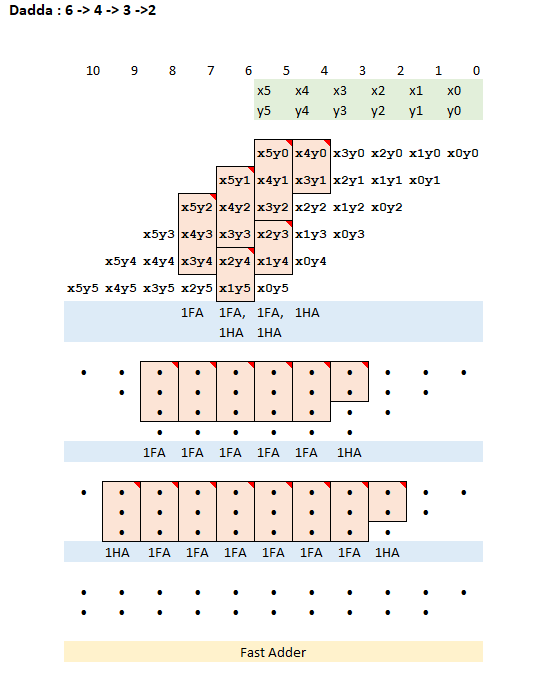 Dadda : 6 -> 4 -> 3 ->2
10 9 8 7 6 5 4 3 2 1 0
x5 x4 x3 x2 x1 x0
y5 y4 y3 y2 y1 y0
x5y0 x4y0 x3y0 x2y0 x1y0 x0y0
x5y1 x4y1 x3y1 x2y1 x1y1 x0y1
x5y2 x4y2 x3y2 x2y2 x1y2 x0y2
x5y3 x4y3 x3y3 x2y3 x1y3 x0y3
x5y4 x4y4 x3y4 x2y4 x1y4 x0y4
x5y5 x4y5 x3y5 x2y5 x1y5 x0y5
1FA 1FA, 1FA, 1HA
1HA 1HA
1FA 1FA 1FA 1FA 1FA 1HA
1HA 1FA 1FA 1FA 1FA 1FA 1FA 1HA
Fast Adder